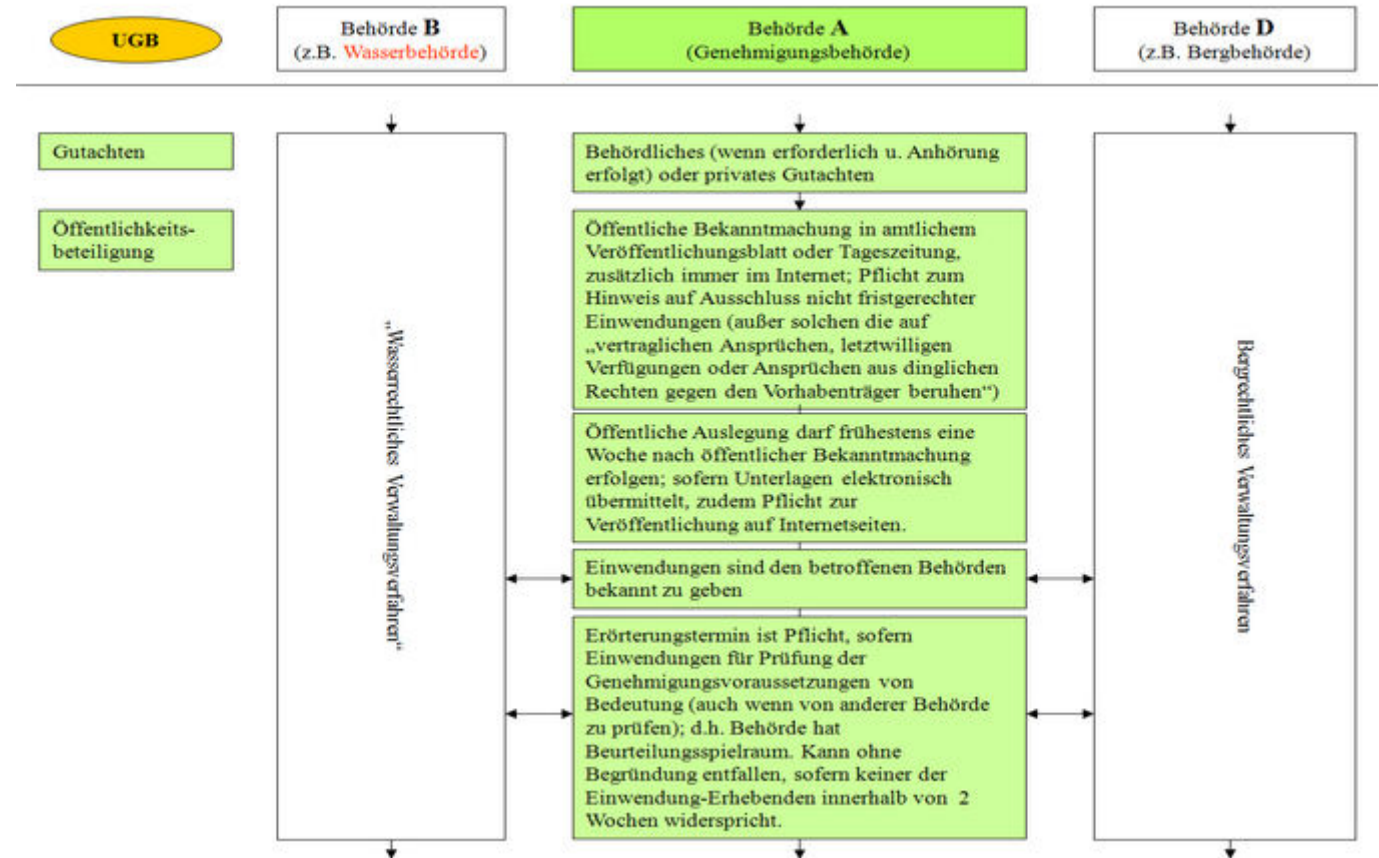 UGB
Behörde B
(z.B. Wasserbehörde)
Behörde A
(Genehmigungsbehörde)
Behörde D
(z.B. Bergbehörde)
Gutachten
Behördliches (wenn erforderlich u. Anhörung
erfolgt) oder privates Gutachten
Öffentlichkeits-
beteiligung
Öffentliche Bekanntmachung in amtlichem
Veröffentlichungsblatt oder Tageszeitung,
zusätzlich immer im Internet; Pflicht zum
Hinweis auf Ausschluss nicht fristgerechter
Einwendungen (außer solchen die auf
„vertraglichen Ansprüchen, letztwilligen
Verfügungen oder Ansprüchen aus dinglichen
Rechten gegen den Vorhabenträger beruhen“)
Öffentliche Auslegung darf frühestens eine
Woche nach öffentlicher Bekanntmachung
erfolgen; sofern Unterlagen elektronisch
übermittelt, zudem Pflicht zur
Veröffentlichung auf Internetseiten.
Einwendungen sind den betroffenen Behörden
bekannt zu geben
Erörterungstermin ist Pflicht, sofern
Einwendungen für Prüfung der
Genehmigungsvoraussetzungen von
Bedeutung (auch wenn von anderer Behörde
zu prüfen); d.h. Behörde hat
Beurteilungsspielraum. Kann ohne
Begründung entfallen, sofern keiner der
Einwendung-Erhebenden innerhalb von 2
Wochen widerspricht.
„Wasserrechtliches Verwaltungsverfahren“
Bergrechtliches Verwaltungsverfahren